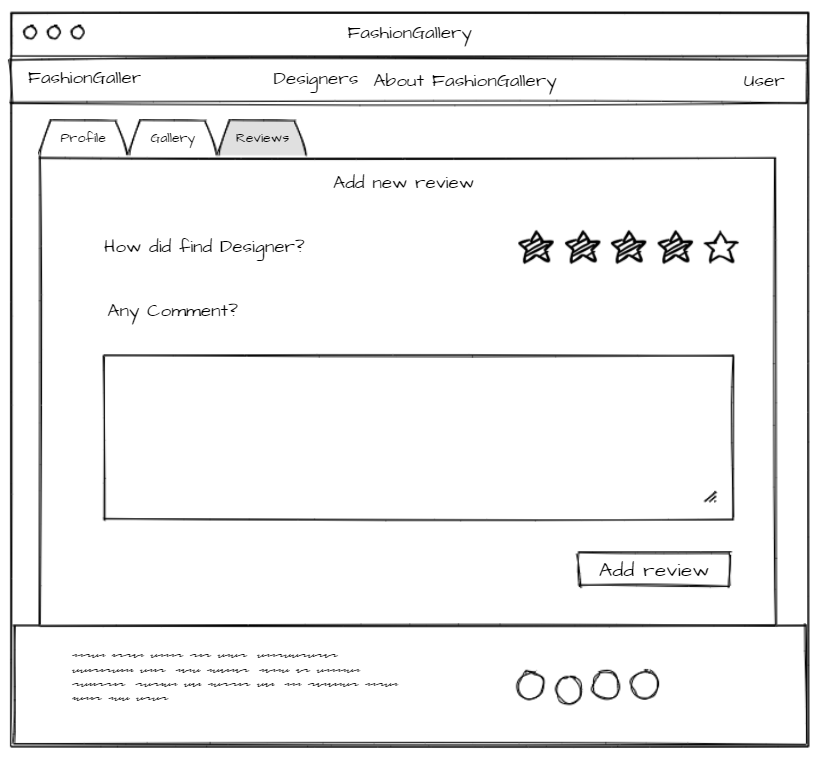 FashionGallery
FashionGaller Designers About FashionGallery User
Profile Gallery Reviews
Add new review
How did find Designer?
Any Comment?
Add review